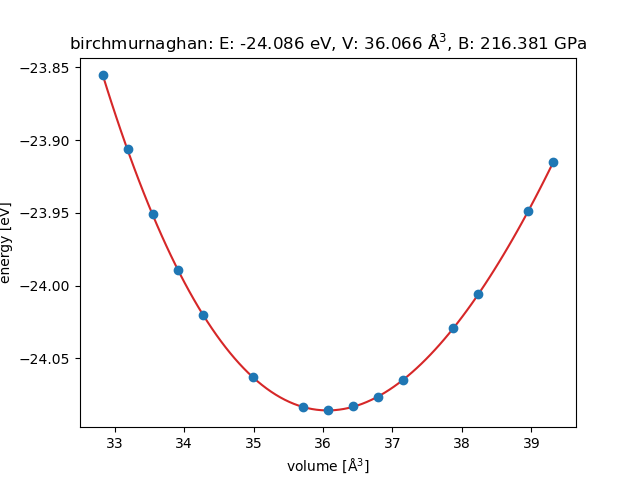 birchmurnaghan: E: -24.086 eV, V: 36.066 Å³, B: 216.381 GPa
−23.85
−23.90
−23.95
−24.00
−24.05
energy [eV]
33 34 35 36 37 38 39
volume [Å³]